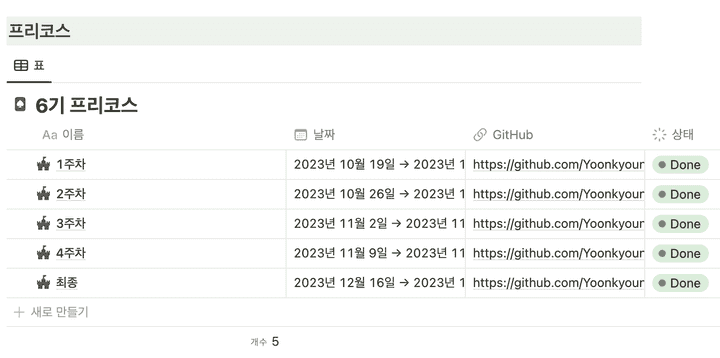 프리코스
표
6기 프리코스
Aa 이름 날짜 GitHub 상태
1주차 2023년 10월 19일 → 2023년 1 https://github.com/Yoonkyour Done
2주차 2023년 10월 26일 → 2023년 1 https://github.com/Yoonkyour Done
3주차 2023년 11월 2일 → 2023년 11 https://github.com/Yoonkyour Done
4주차 2023년 11월 9일 → 2023년 11 https://github.com/Yoonkyour Done
최종 2023년 12월 16일 → 2023년 1 https://github.com/Yoonkyour Done
+ 새로 만들기
개수 5